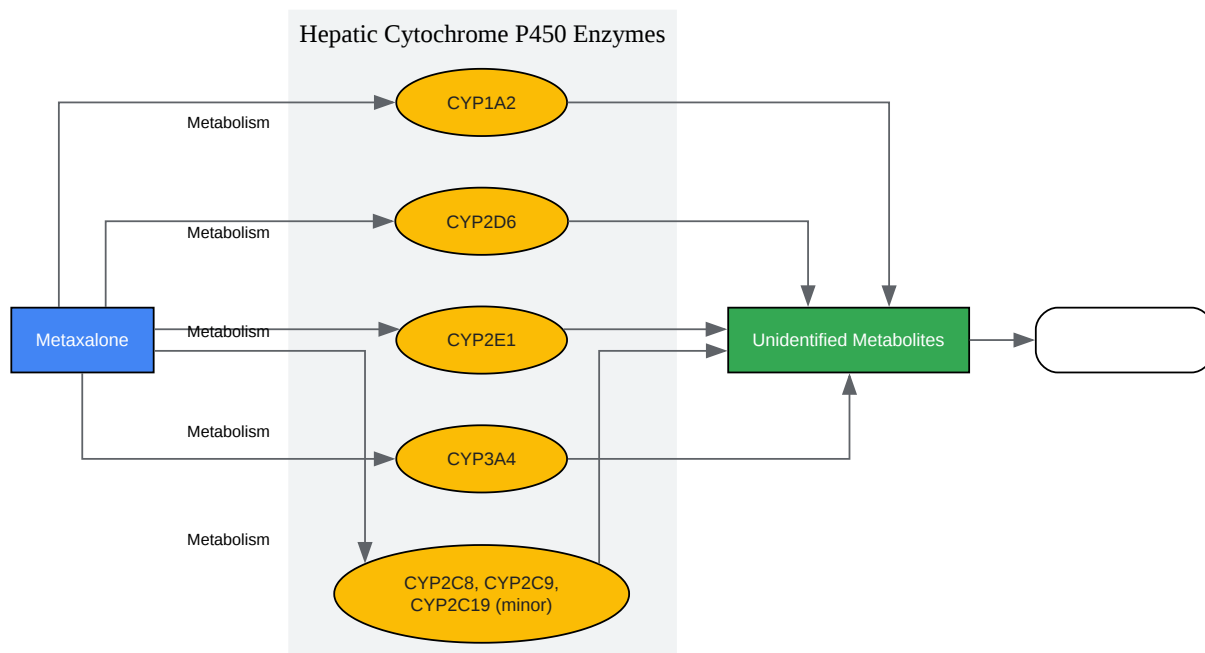 Hepatic Cytochrome P450 Enzymes
CYP1A2
Metabolism
CYP2D6
Metabolism
Metaxalone
Metabolism
CYP2E1
Unidentified Metabolites
Metabolism
CYP3A4
Metabolism
CYP2C8, CYP2C9,
CYP2C19 (minor)